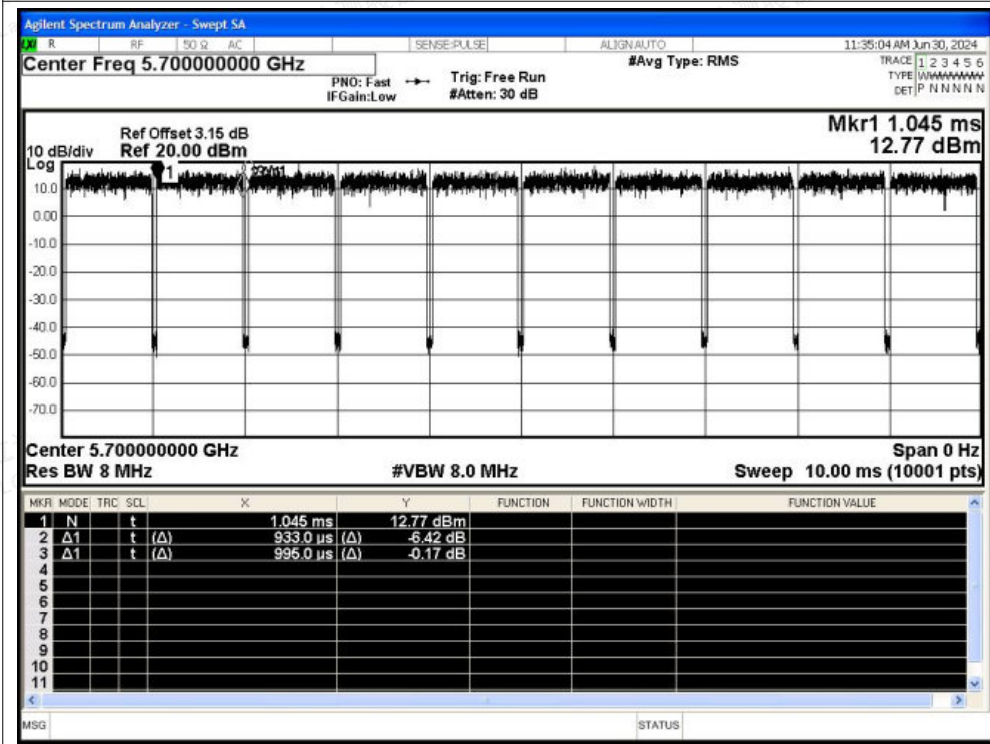 Agilent Spectrum Analyzer - Swept SA
LXI R RF 50 Ω AC SENSE:PULSE ALIGN AUTO 11:35:04 AM Jun 30, 2024
Center Freq 5.700000000 GHz #Avg Type: RMS TRACE 1 2 3 4 5 6
PNO: Fast Trig: Free Run TYPE
IFGain:Low #Atten: 30 dB DET P N N N N N
Mkr1 1.045 ms
Ref Offset 3.15 dB
10 dB/div Ref 20.00 dBm 12.77 dBm
Log
1
10.0
0.00
-10.0
-20.0
-30.0
-40.0
-50.0
-60.0
-70.0
Center 5.700000000 GHz Span 0 Hz
Res BW 8 MHz #VBW 8.0 MHz Sweep 10.00 ms (10001 pts)
MKR MODE TRC SCL X Y FUNCTION FUNCTION WIDTH FUNCTION VALUE
1 N t 1.045 ms 12.77 dBm
2 Δ1 t (Δ) 933.0 µs (Δ) -6.42 dB
3 Δ1 t (Δ) 995.0 µs (Δ) -0.17 dB
4
5
6
7
8
9
10
11
MSG STATUS